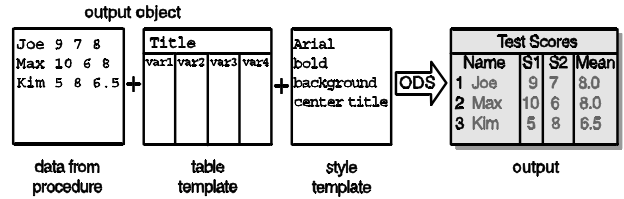 output object
Joe 9 7 8
Max 10 6 8
Kim 5 8 6.5
+
Title
var1 var2 var3 var4
+
Arial
bold
background
center title
ODS
Test Scores
Name S1 S2 Mean
1 Joe 9 7 8.0
2 Max 10 6 8.0
3 Kim 5 8 6.5
data from
procedure
table
template
style
template
output